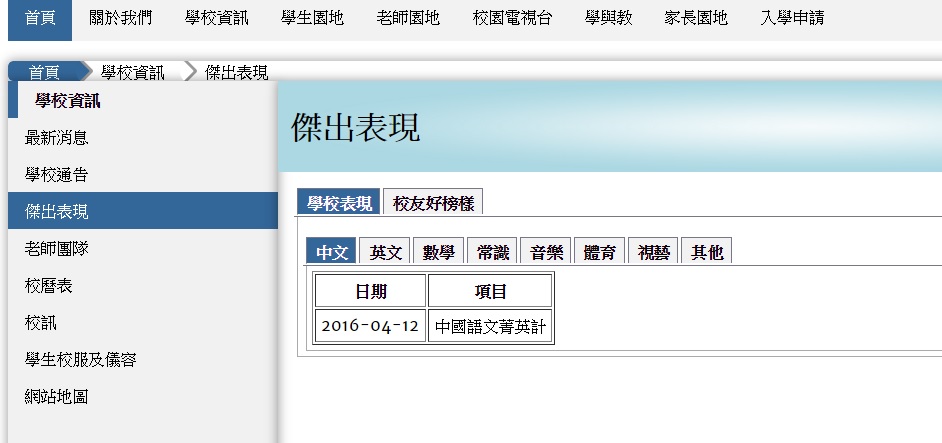 首頁 關於我們 學校資訊 學生園地 老師園地 校園電視台 學與教 家長園地 入學申請
首頁 學校資訊 傑出表現
學校資訊
最新消息
學校通告
傑出表現
老師團隊
校曆表
校訊
學生校服及儀容
網站地圖
傑出表現
學校表現 校友好榜樣
中文 英文 數學 常識 音樂 體育 視藝 其他
日期 項目
2016-04-12 中國語文菁英計